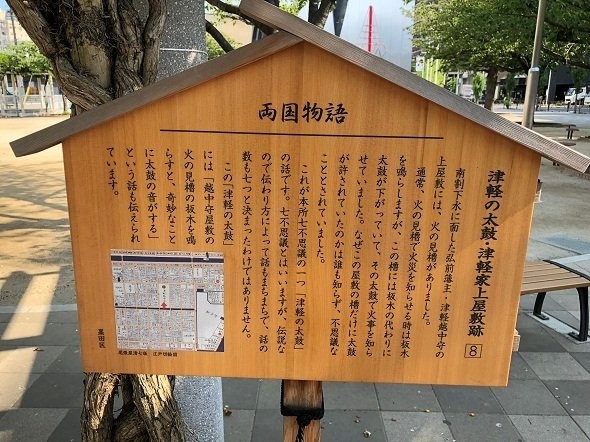 両国物語
津軽の太鼓・津軽家上屋敷跡 8
南割下水に面した弘前藩主・津軽越中守の
上屋敷には、火の見櫓がありました。
通常、火の見櫓で火災を知らせる時は板木
を鳴らしますが、この櫓には板木の代わりに
太鼓が下がっていて、その太鼓で火事を知ら
せていました。なぜこの屋敷の櫓だけに太鼓
が許されていたのかは誰も知らず、不思議な
こととされていました。
これが本所七不思議の一つ「津軽の太鼓」
の話です。七不思議とはいいますが、伝説な
ので伝わり方によって話もまちまちで、話の
数も七つと決まったわけではありません。
この「津軽の太鼓」
には「越中守屋敷の
火の見櫓の板木を鳴
らすと、奇妙なこと
に太鼓の音がする」
という話も伝えられ
ています。
尾張屋清七版 江戸切絵図
墨田区